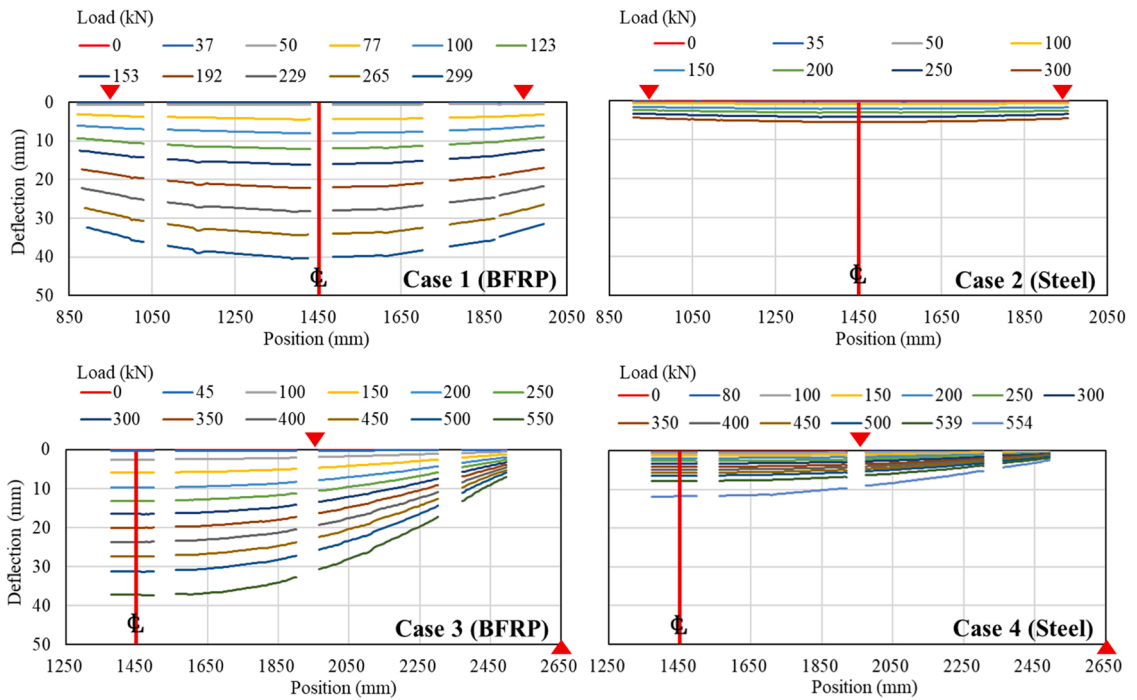 Load (kN)
0 37 50 77 100 123
153 192 229 265 299
Deflection (mm)
0
10
20
30
40
50
℄
Case 1 (BFRP)
850 1050 1250 1450 1650 1850 2050
Position (mm)
Load (kN)
0 35 50 100
150 200 250 300
℄
Case 2 (Steel)
850 1050 1250 1450 1650 1850 2050
Position (mm)
Load (kN)
0 45 100 150 200 250
300 350 400 450 500 550
Deflection (mm)
0
10
20
30
40
50
℄
Case 3 (BFRP)
1250 1450 1650 1850 2050 2250 2450 2650
Position (mm)
Load (kN)
0 80 100 150 200 250 300
350 400 450 500 539 554
℄
Case 4 (Steel)
1250 1450 1650 1850 2050 2250 2450 2650
Position (mm)